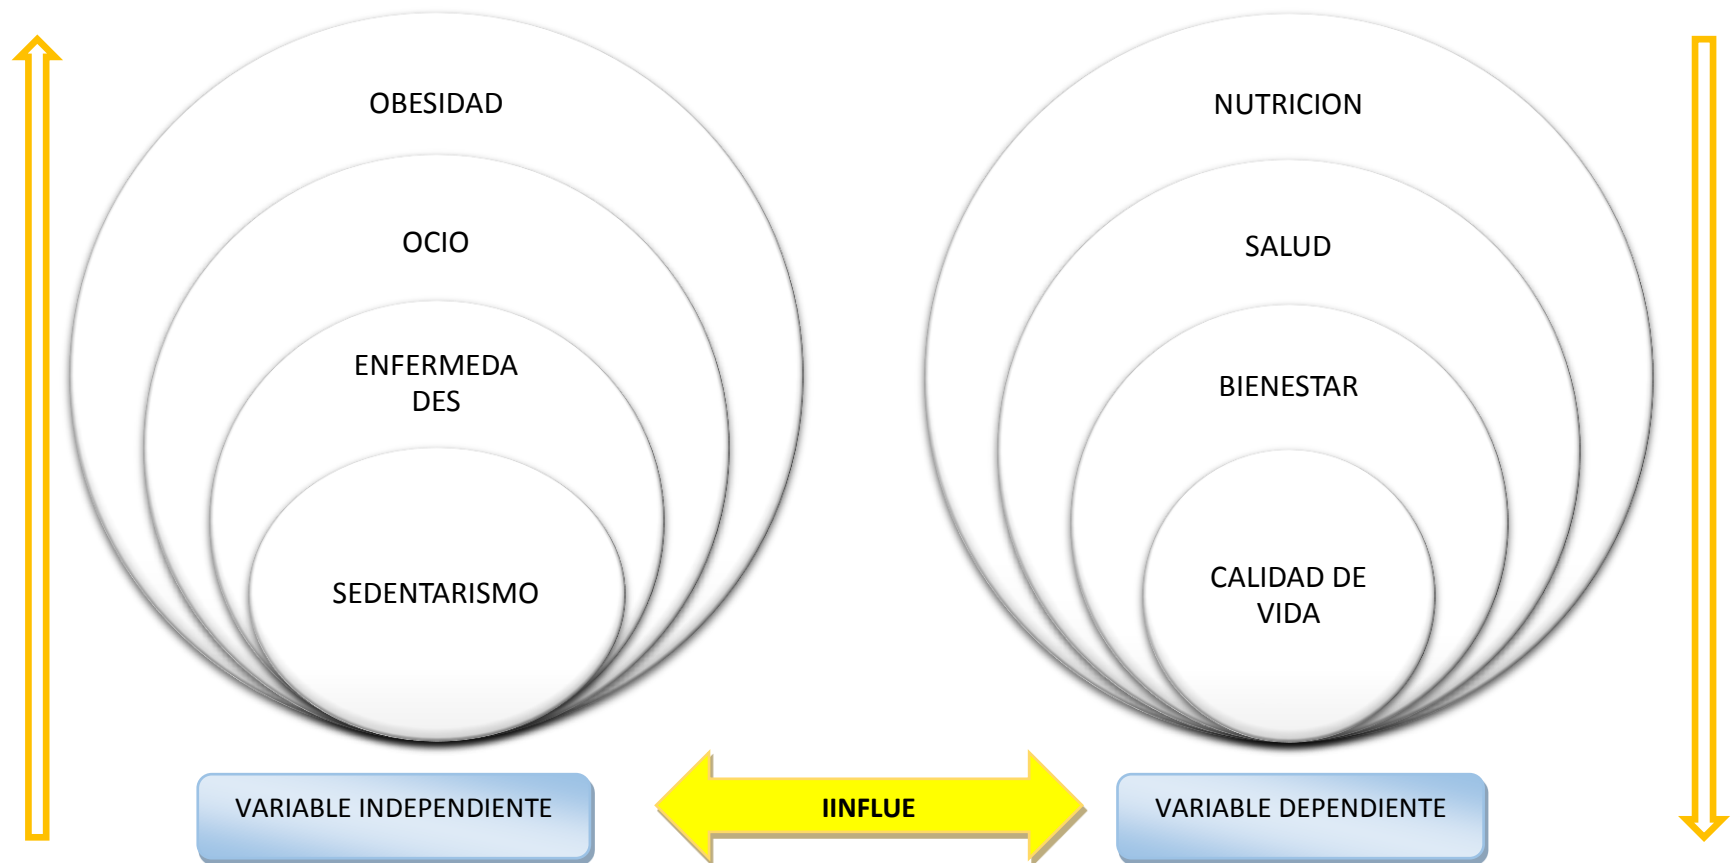 OBESIDAD
OCIO
ENFERMEDA
DES
SEDENTARISMO
NUTRICION
SALUD
BIENESTAR
CALIDAD DE
VIDA
VARIABLE INDEPENDIENTE
IINFLUE
VARIABLE DEPENDIENTE